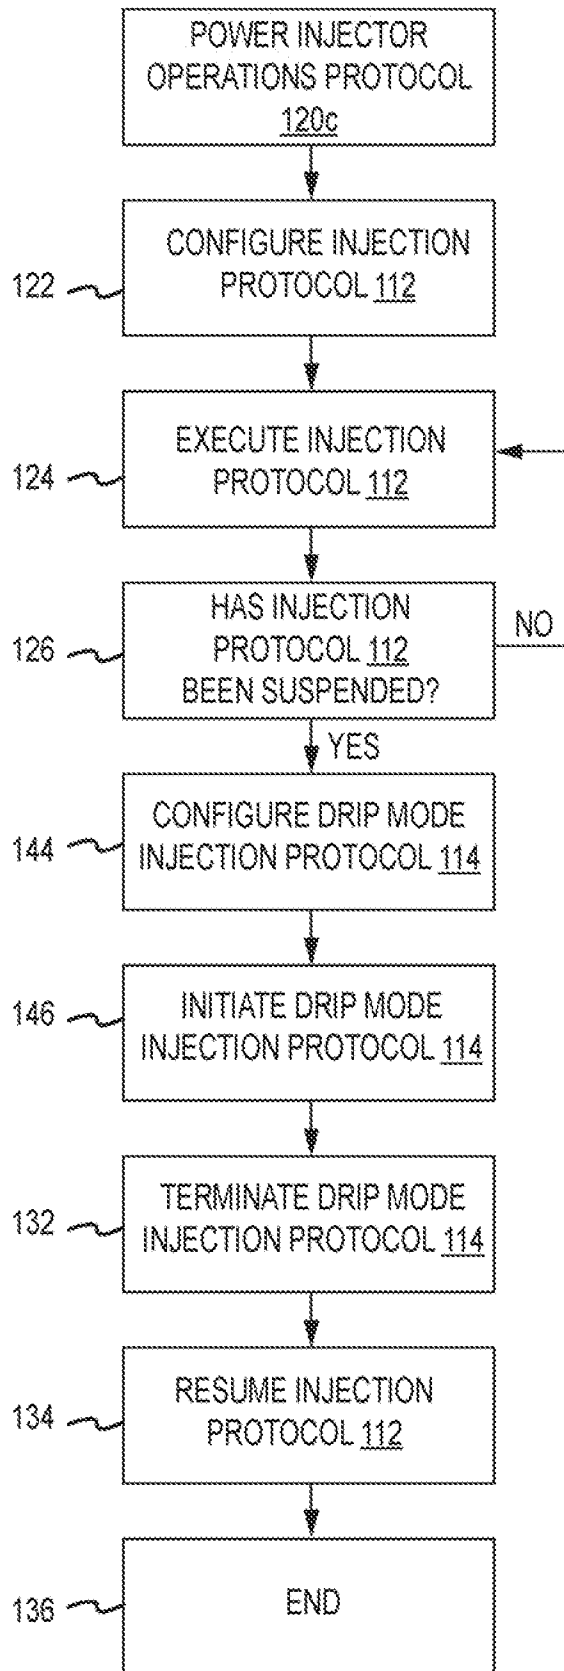 POWER INJECTOR
OPERATIONS PROTOCOL
120c
122
CONFIGURE INJECTION
PROTOCOL 112
124
EXECUTE INJECTION
PROTOCOL 112
126
HAS INJECTION
PROTOCOL 112
BEEN SUSPENDED?
NO
YES
144
CONFIGURE DRIP MODE
INJECTION PROTOCOL 114
146
INITIATE DRIP MODE
INJECTION PROTOCOL 114
132
TERMINATE DRIP MODE
INJECTION PROTOCOL 114
134
RESUME INJECTION
PROTOCOL 112
136
END